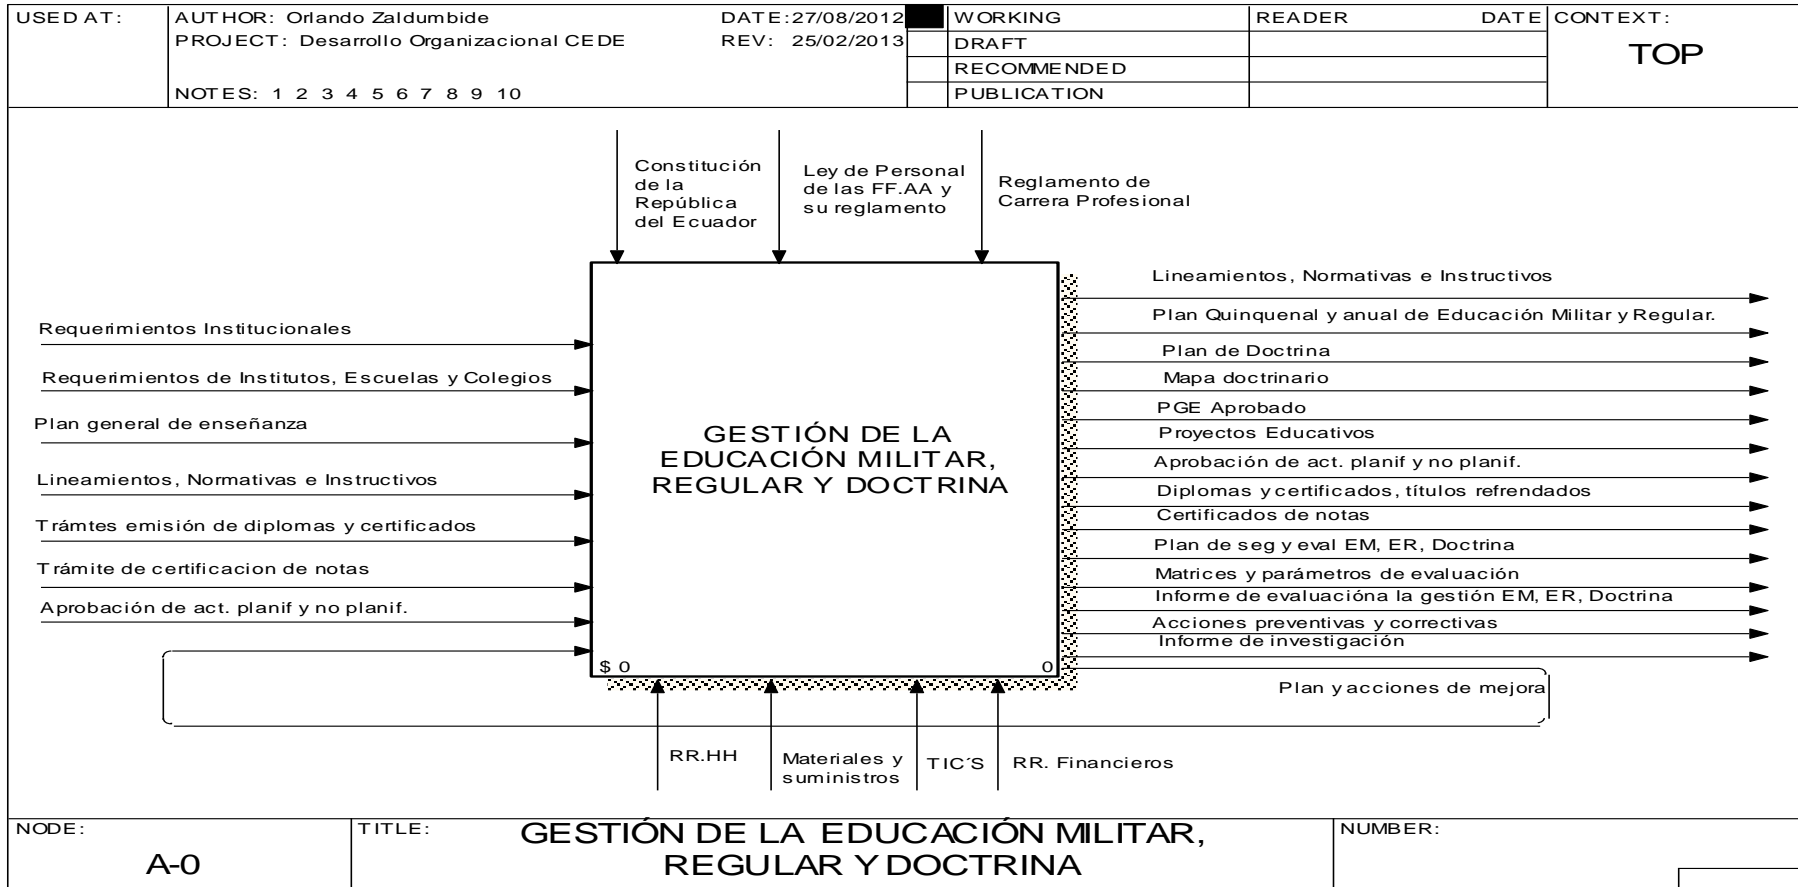 USED AT:
AUTHOR: Orlando Zaldumbide
DATE:27/08/2012
PROJECT: Desarrollo Organizacional CEDE
REV: 25/02/2013
NOTES: 1 2 3 4 5 6 7 8 9 10
WORKING
DRAFT
RECOMMENDED
PUBLICATION
READER
DATE
CONTEXT:
TOP
Constitución
de la
República
del Ecuador
Ley de Personal
de las FF.AA y
su reglamento
Reglamento de
Carrera Profesional
Requerimientos Institucionales
Requerimientos de Institutos, Escuelas y Colegios
Plan general de enseñanza
Lineamientos, Normativas e Instructivos
Trámtes emisión de diplomas y certificados
Trámite de certificacion de notas
Aprobación de act. planif y no planif.
GESTIÓN DE LA
EDUCACIÓN MILITAR,
REGULAR Y DOCTRINA
$ 0
0
Lineamientos, Normativas e Instructivos
Plan Quinquenal y anual de Educación Militar y Regular.
Plan de Doctrina
Mapa doctrinario
PGE Aprobado
Proyectos Educativos
Aprobación de act. planif y no planif.
Diplomas y certificados, títulos refrendados
Certificados de notas
Plan de seg y eval EM, ER, Doctrina
Matrices y parámetros de evaluación
Informe de evaluacióna la gestión EM, ER, Doctrina
Acciones preventivas y correctivas
Informe de investigación
Plan y acciones de mejora
RR.HH
Materiales y
suministros
TIC´S
RR. Financieros
NODE:
A-0
TITLE:
GESTIÓN DE LA EDUCACIÓN MILITAR,
REGULAR Y DOCTRINA
NUMBER: